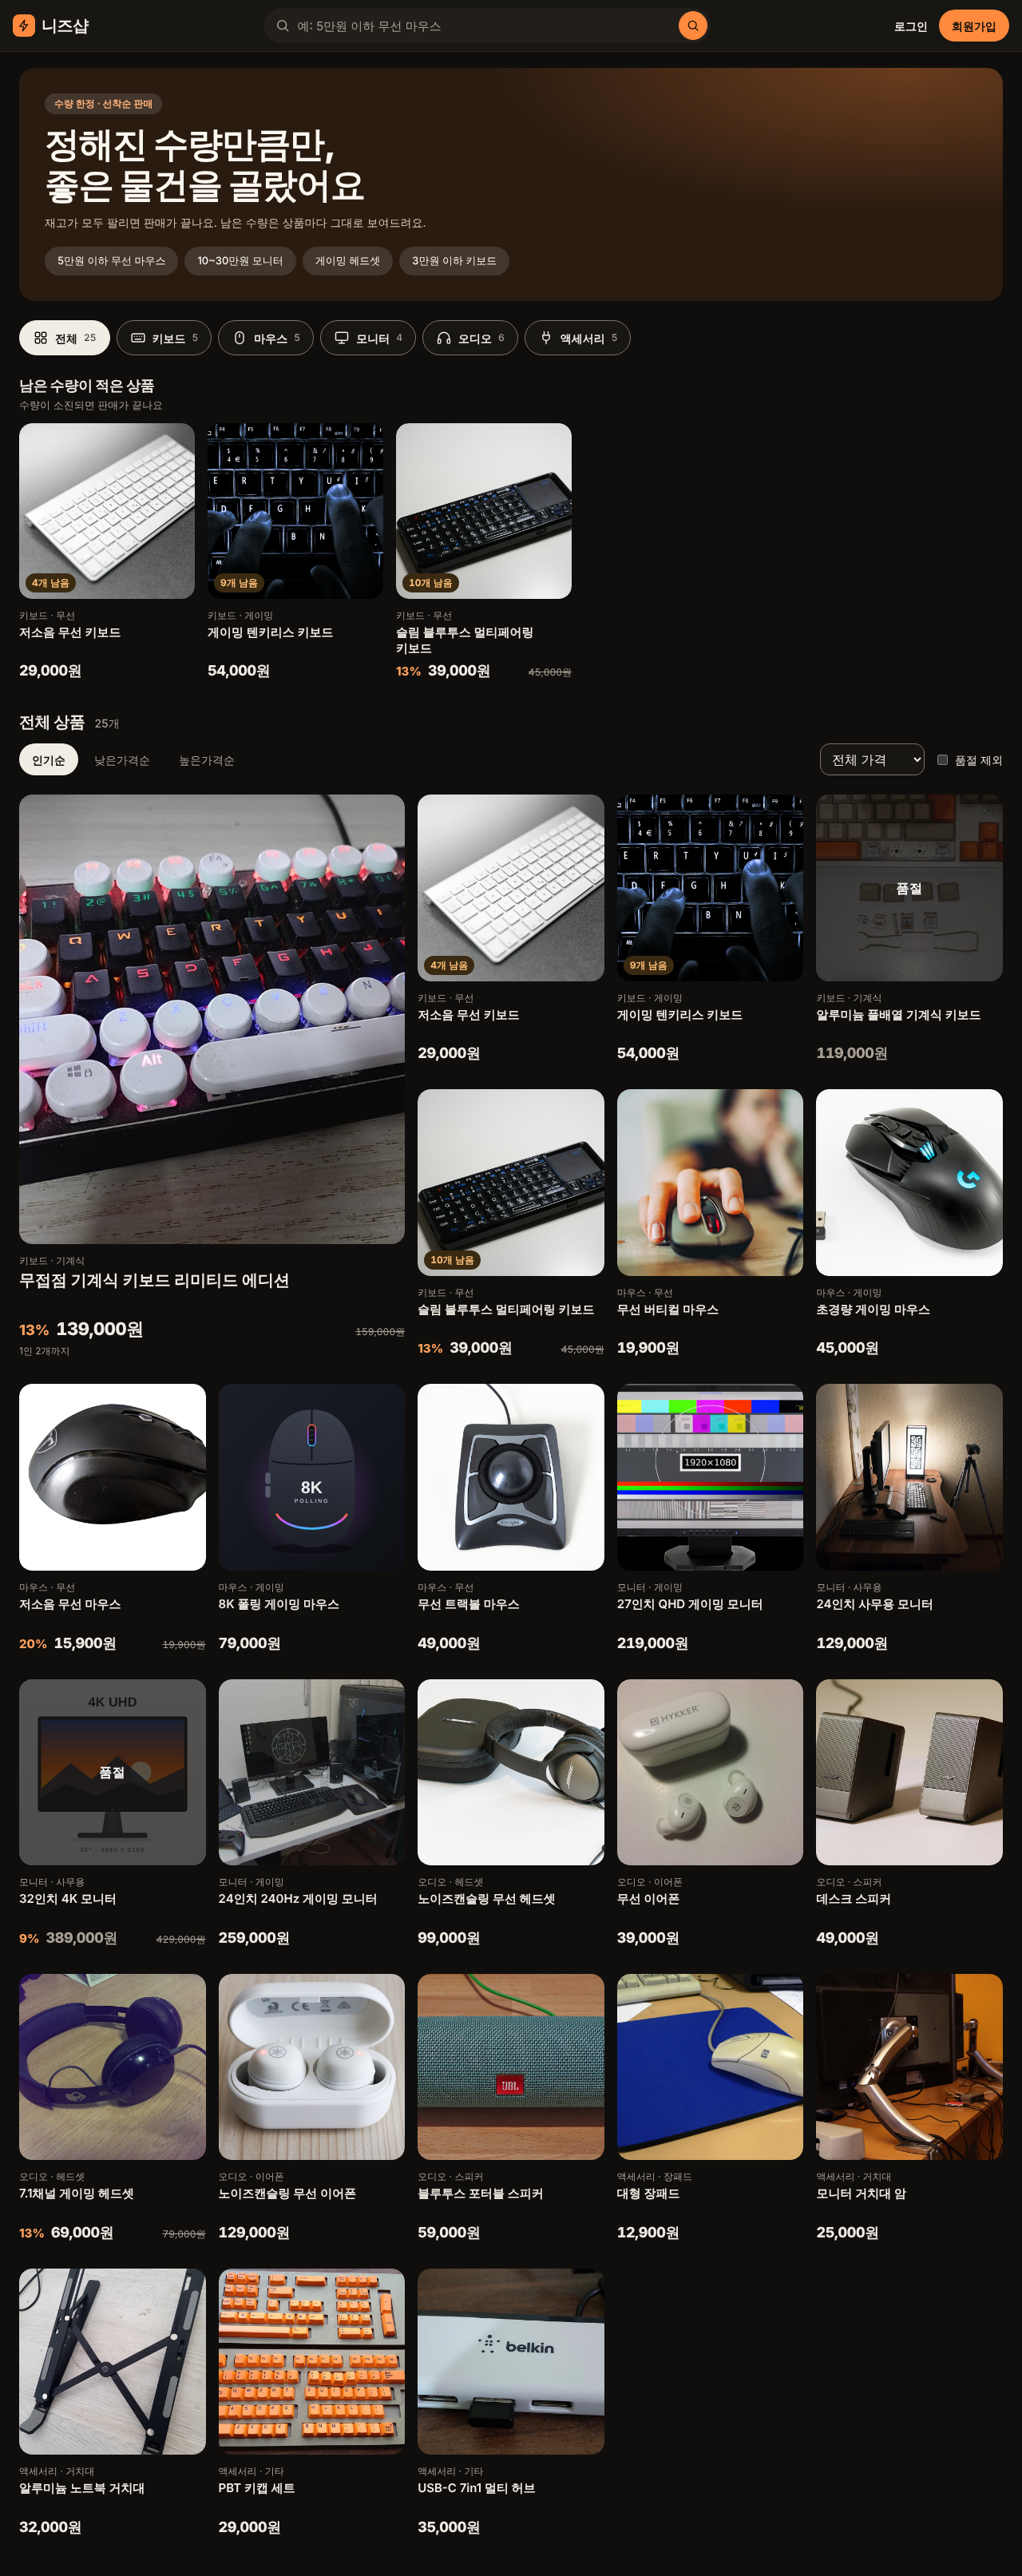 니즈샵
예: 5만원 이하 무선 마우스
로그인
회원가입
수량 한정 · 선착순 판매
정해진 수량만큼만,
좋은 물건을 골랐어요
재고가 모두 팔리면 판매가 끝나요. 남은 수량은 상품마다 그대로 보여드려요.
5만원 이하 무선 마우스
10~30만원 모니터
게이밍 헤드셋
3만원 이하 키보드
전체 25
키보드 5
마우스 5
모니터 4
오디오 6
액세서리 5
남은 수량이 적은 상품
수량이 소진되면 판매가 끝나요
4개 남음
키보드 · 무선
저소음 무선 키보드
29,000원
9개 남음
키보드 · 게이밍
게이밍 텐키리스 키보드
54,000원
10개 남음
키보드 · 무선
슬림 블루투스 멀티페어링
키보드
13% 39,000원 45,000원
전체 상품 25개
인기순
낮은가격순
높은가격순
전체 가격
품절 제외
키보드 · 기계식
무접점 기계식 키보드 리미티드 에디션
13% 139,000원 159,000원
1인 2개까지
4개 남음
키보드 · 무선
저소음 무선 키보드
29,000원
9개 남음
키보드 · 게이밍
게이밍 텐키리스 키보드
54,000원
품절
키보드 · 기계식
알루미늄 풀배열 기계식 키보드
119,000원
10개 남음
키보드 · 무선
슬림 블루투스 멀티페어링 키보드
13% 39,000원 45,000원
마우스 · 무선
무선 버티컬 마우스
19,900원
마우스 · 게이밍
초경량 게이밍 마우스
45,000원
마우스 · 무선
저소음 무선 마우스
20% 15,900원 19,900원
8K
POLLING
마우스 · 게이밍
8K 폴링 게이밍 마우스
79,000원
마우스 · 무선
무선 트랙볼 마우스
49,000원
1920×1080
모니터 · 게이밍
27인치 QHD 게이밍 모니터
219,000원
모니터 · 사무용
24인치 사무용 모니터
129,000원
4K UHD
품절
모니터 · 사무용
32인치 4K 모니터
9% 389,000원 429,000원
모니터 · 게이밍
24인치 240Hz 게이밍 모니터
259,000원
오디오 · 헤드셋
노이즈캔슬링 무선 헤드셋
99,000원
HYKKER
오디오 · 이어폰
무선 이어폰
39,000원
오디오 · 스피커
데스크 스피커
49,000원
오디오 · 헤드셋
7.1채널 게이밍 헤드셋
13% 69,000원 79,000원
오디오 · 이어폰
노이즈캔슬링 무선 이어폰
129,000원
JBL
오디오 · 스피커
블루투스 포터블 스피커
59,000원
액세서리 · 장패드
대형 장패드
12,900원
액세서리 · 거치대
모니터 거치대 암
25,000원
액세서리 · 거치대
알루미늄 노트북 거치대
32,000원
액세서리 · 기타
PBT 키캡 세트
29,000원
belkin
액세서리 · 기타
USB-C 7in1 멀티 허브
35,000원